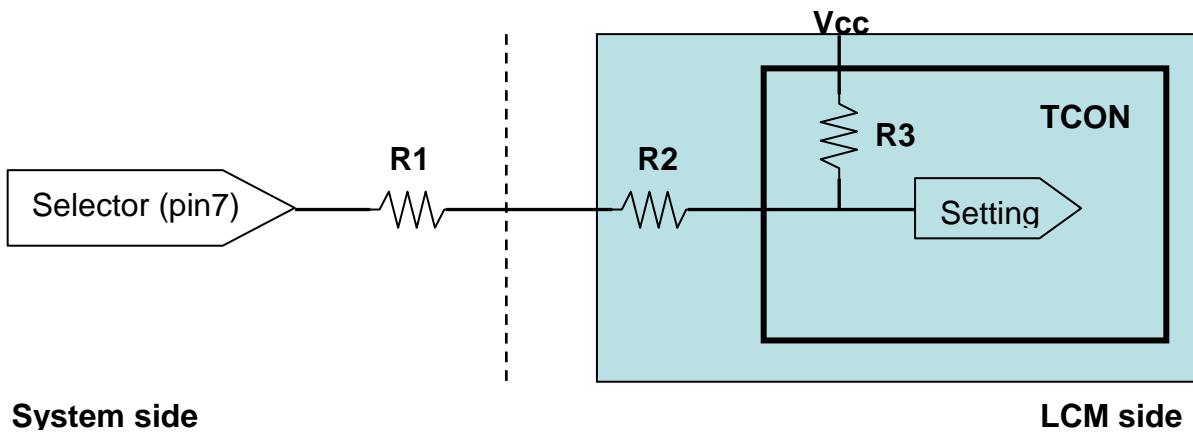 Vcc
TCON
R3
R1
R2
Selector (pin7)
Setting
System side
LCM side